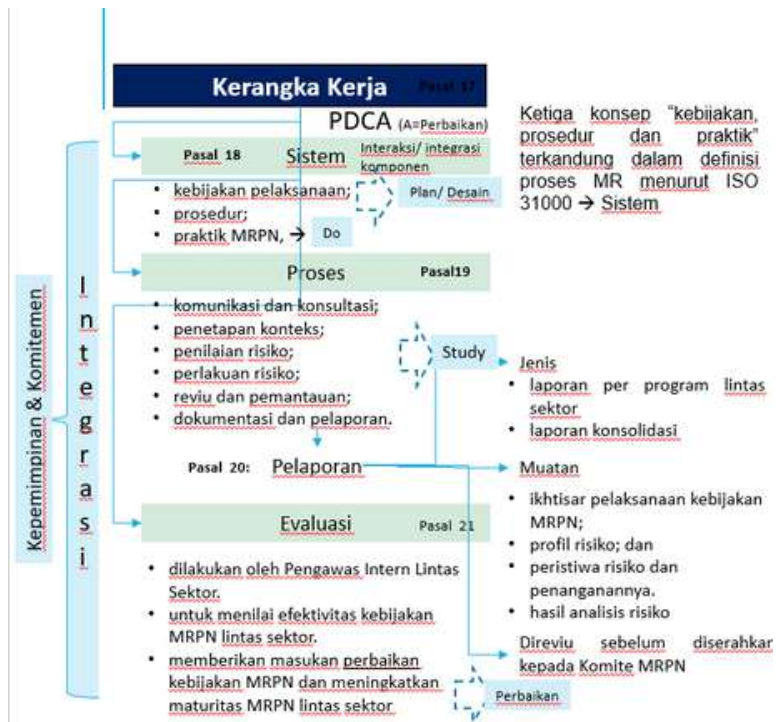 Kerangka Kerja Pasal 17
PDCA (A=Perbaikan)
Pasal 18 Sistem Interaksi/ integrasi
komponen
• kebijakan pelaksanaan;
• prosedur;
• praktik MRPN, → Do
Plan/ Desain
Ketiga konsep "kebijakan,
prosedur dan praktik"
terkandung dalam definisi
proses MR menurut ISO
31000 → Sistem
Proses Pasal19
• komunikasi dan konsultasi;
• penetapan konteks;
• penilaian risiko;
• perlakuan risiko;
• reviu dan pemantauan;
• dokumentasi dan pelaporan.
Study
Pasal 20: Pelaporan
Jenis
• laporan per program lintas
sektor
• laporan konsolidasi
Muatan
• ikhtisar pelaksanaan kebijakan
MRPN;
• profil risiko; dan
• peristiwa risiko dan
penanganannya.
• hasil analisis risiko
Direviu sebelum diserahkan
kepada Komite MRPN
Evaluasi Pasal 21
• dilakukan oleh Pengawas Intern Lintas
Sektor.
• untuk menilai efektivitas kebijakan
MRPN lintas sektor.
• memberikan masukan perbaikan
kebijakan MRPN dan meningkatkan
maturitas MRPN lintas sektor
Perbaikan
Kepemimpinan & Komitemen
Integrasi